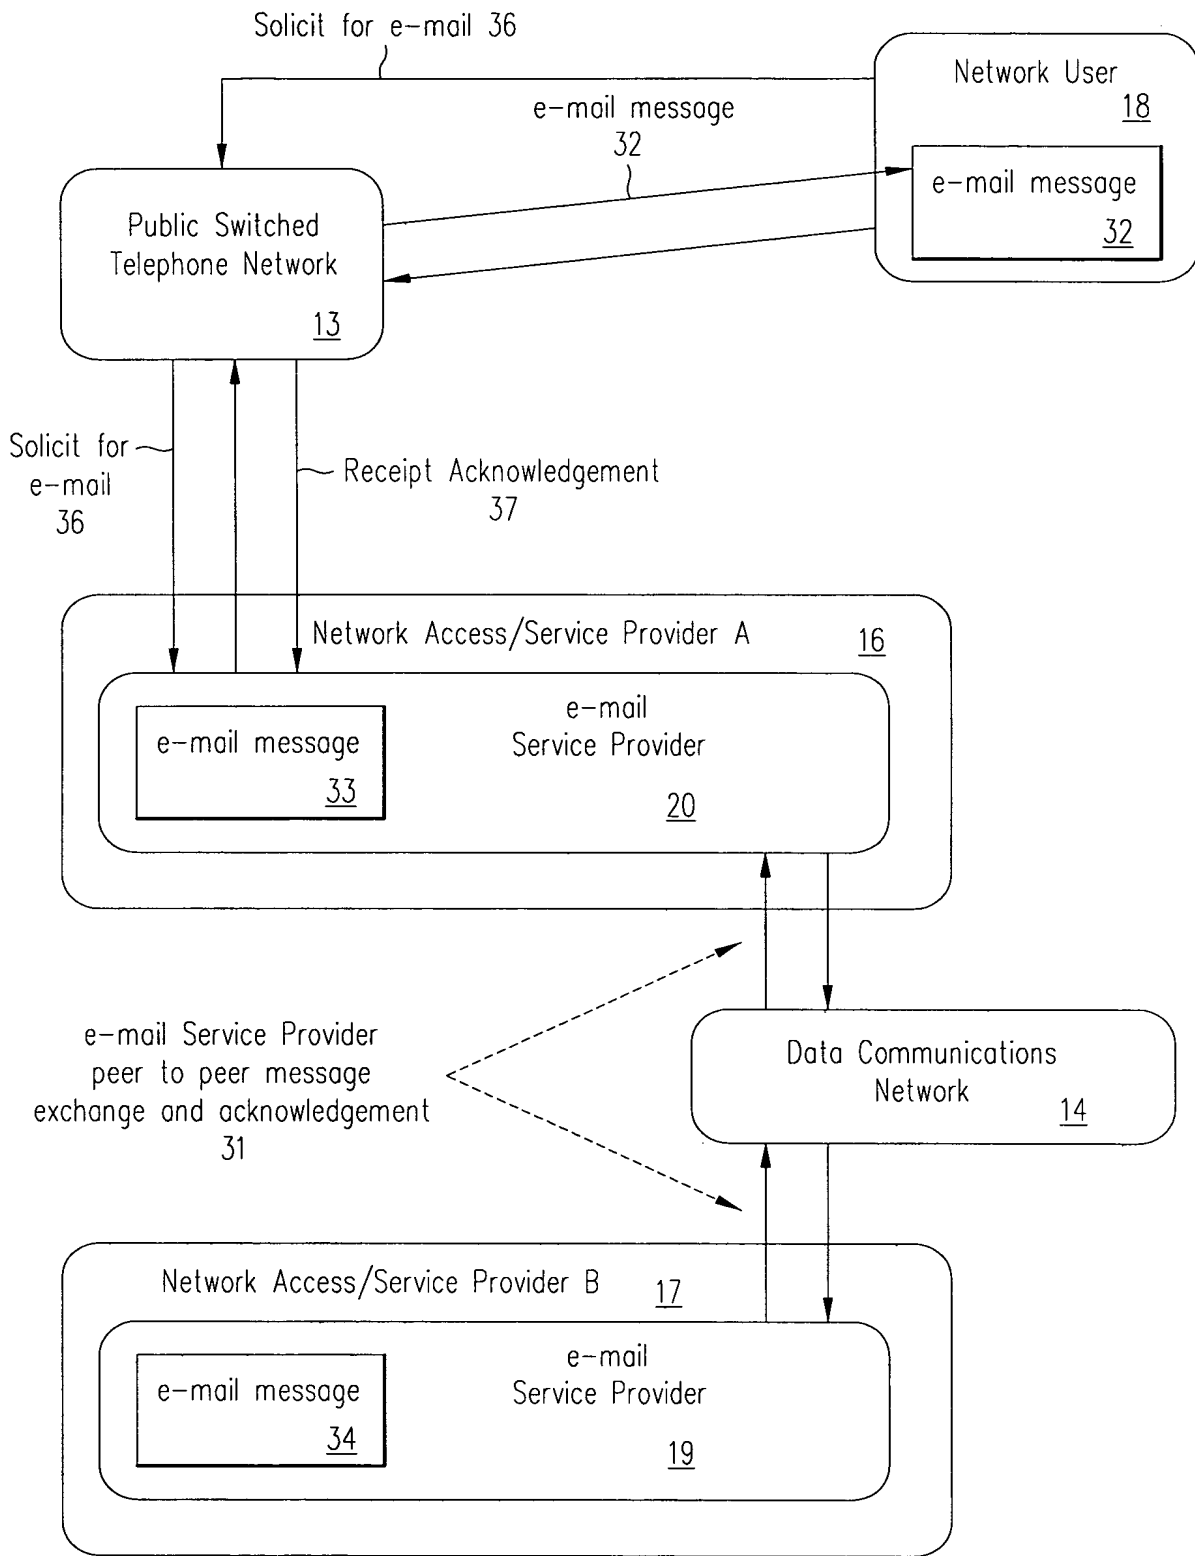 Solicit for e-mail 36
Network User
18
e-mail message
32
e-mail message
32
Public Switched
Telephone Network
13
Solicit for
e-mail
36
Receipt Acknowledgement
37
Network Access/Service Provider A
16
e-mail
Service Provider
20
e-mail message
33
e-mail Service Provider
peer to peer message
exchange and acknowledgement
31
Data Communications
Network
14
Network Access/Service Provider B
17
e-mail
Service Provider
19
e-mail message
34